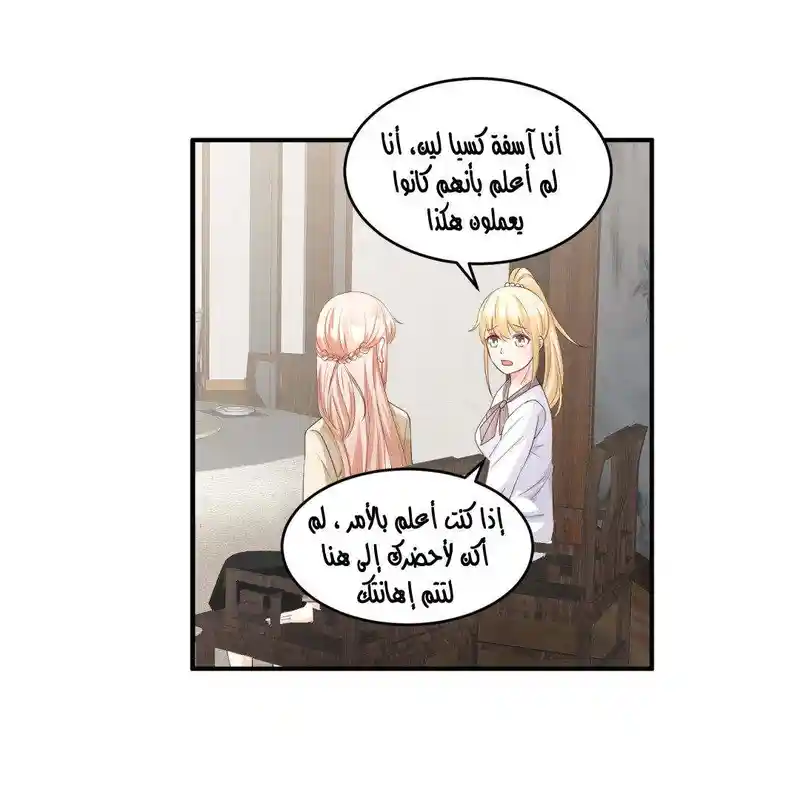 أنا آسفة كسيا لين، أنا
لم أعلم بأنهم كانوا
يعملون هكذا
إذا كنت أعلم بالأمر ، لم
أكن لأحضرك إلى هنا
لتتم إهانتك